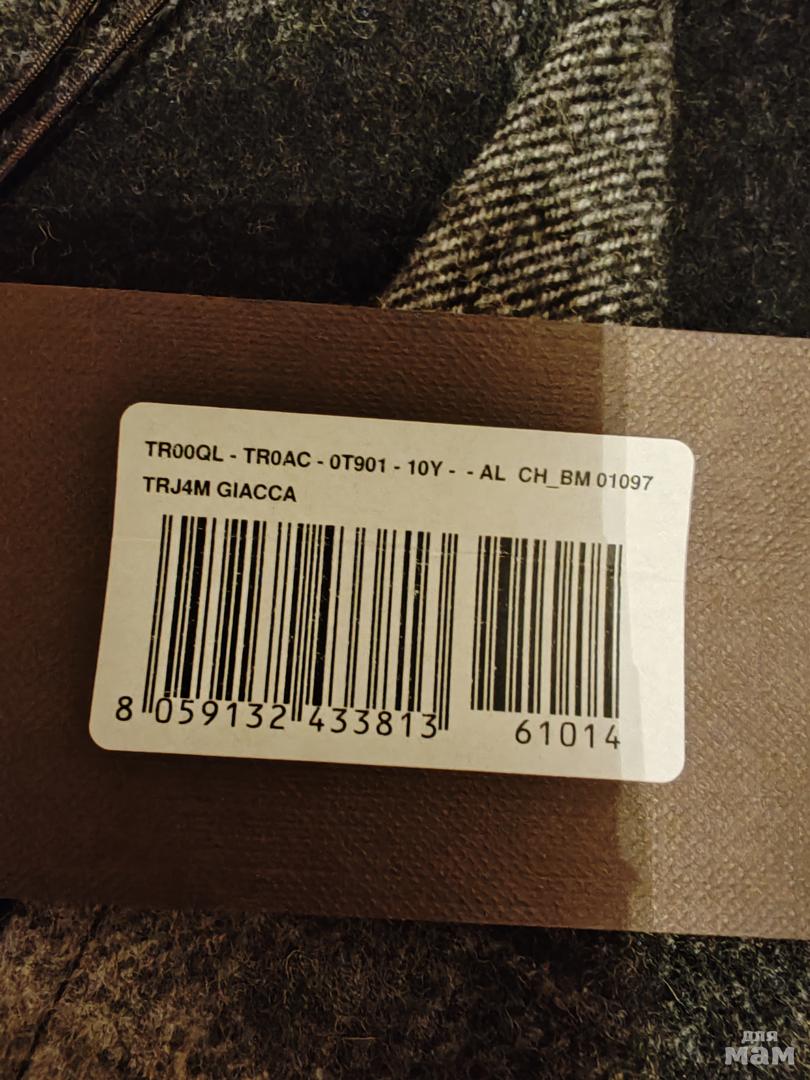 TR00QL - TR0AC - 0T901 - 10Y - - AL CH_BM 01097
TRJ4M GIACCA
8 059132 433813
61014
для
мам